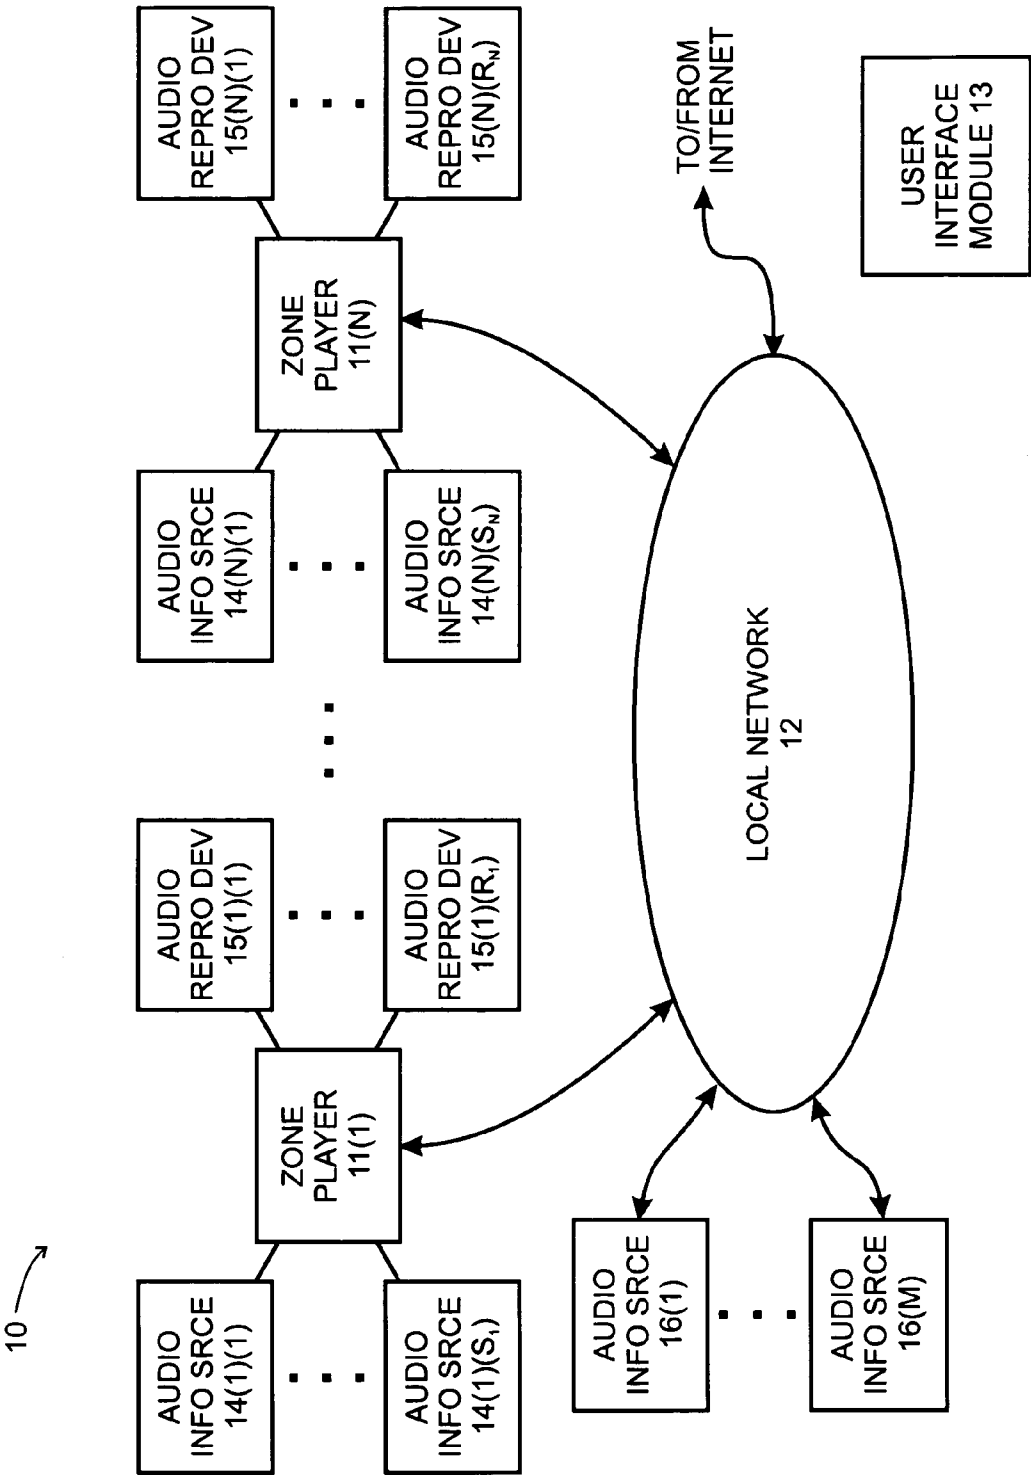 10
AUDIO
INFO SRCE
14(1)(1)
AUDIO
INFO SRCE
14(1)(S₁)
ZONE
PLAYER
11(1)
AUDIO
REPRO DEV
15(1)(1)
AUDIO
REPRO DEV
15(1)(R₁)
AUDIO
INFO SRCE
14(N)(1)
AUDIO
INFO SRCE
14(N)(S_N)
ZONE
PLAYER
11(N)
AUDIO
REPRO DEV
15(N)(1)
AUDIO
REPRO DEV
15(N)(R_N)
AUDIO
INFO SRCE
16(1)
AUDIO
INFO SRCE
16(M)
LOCAL NETWORK
12
TO/FROM
INTERNET
USER
INTERFACE
MODULE 13